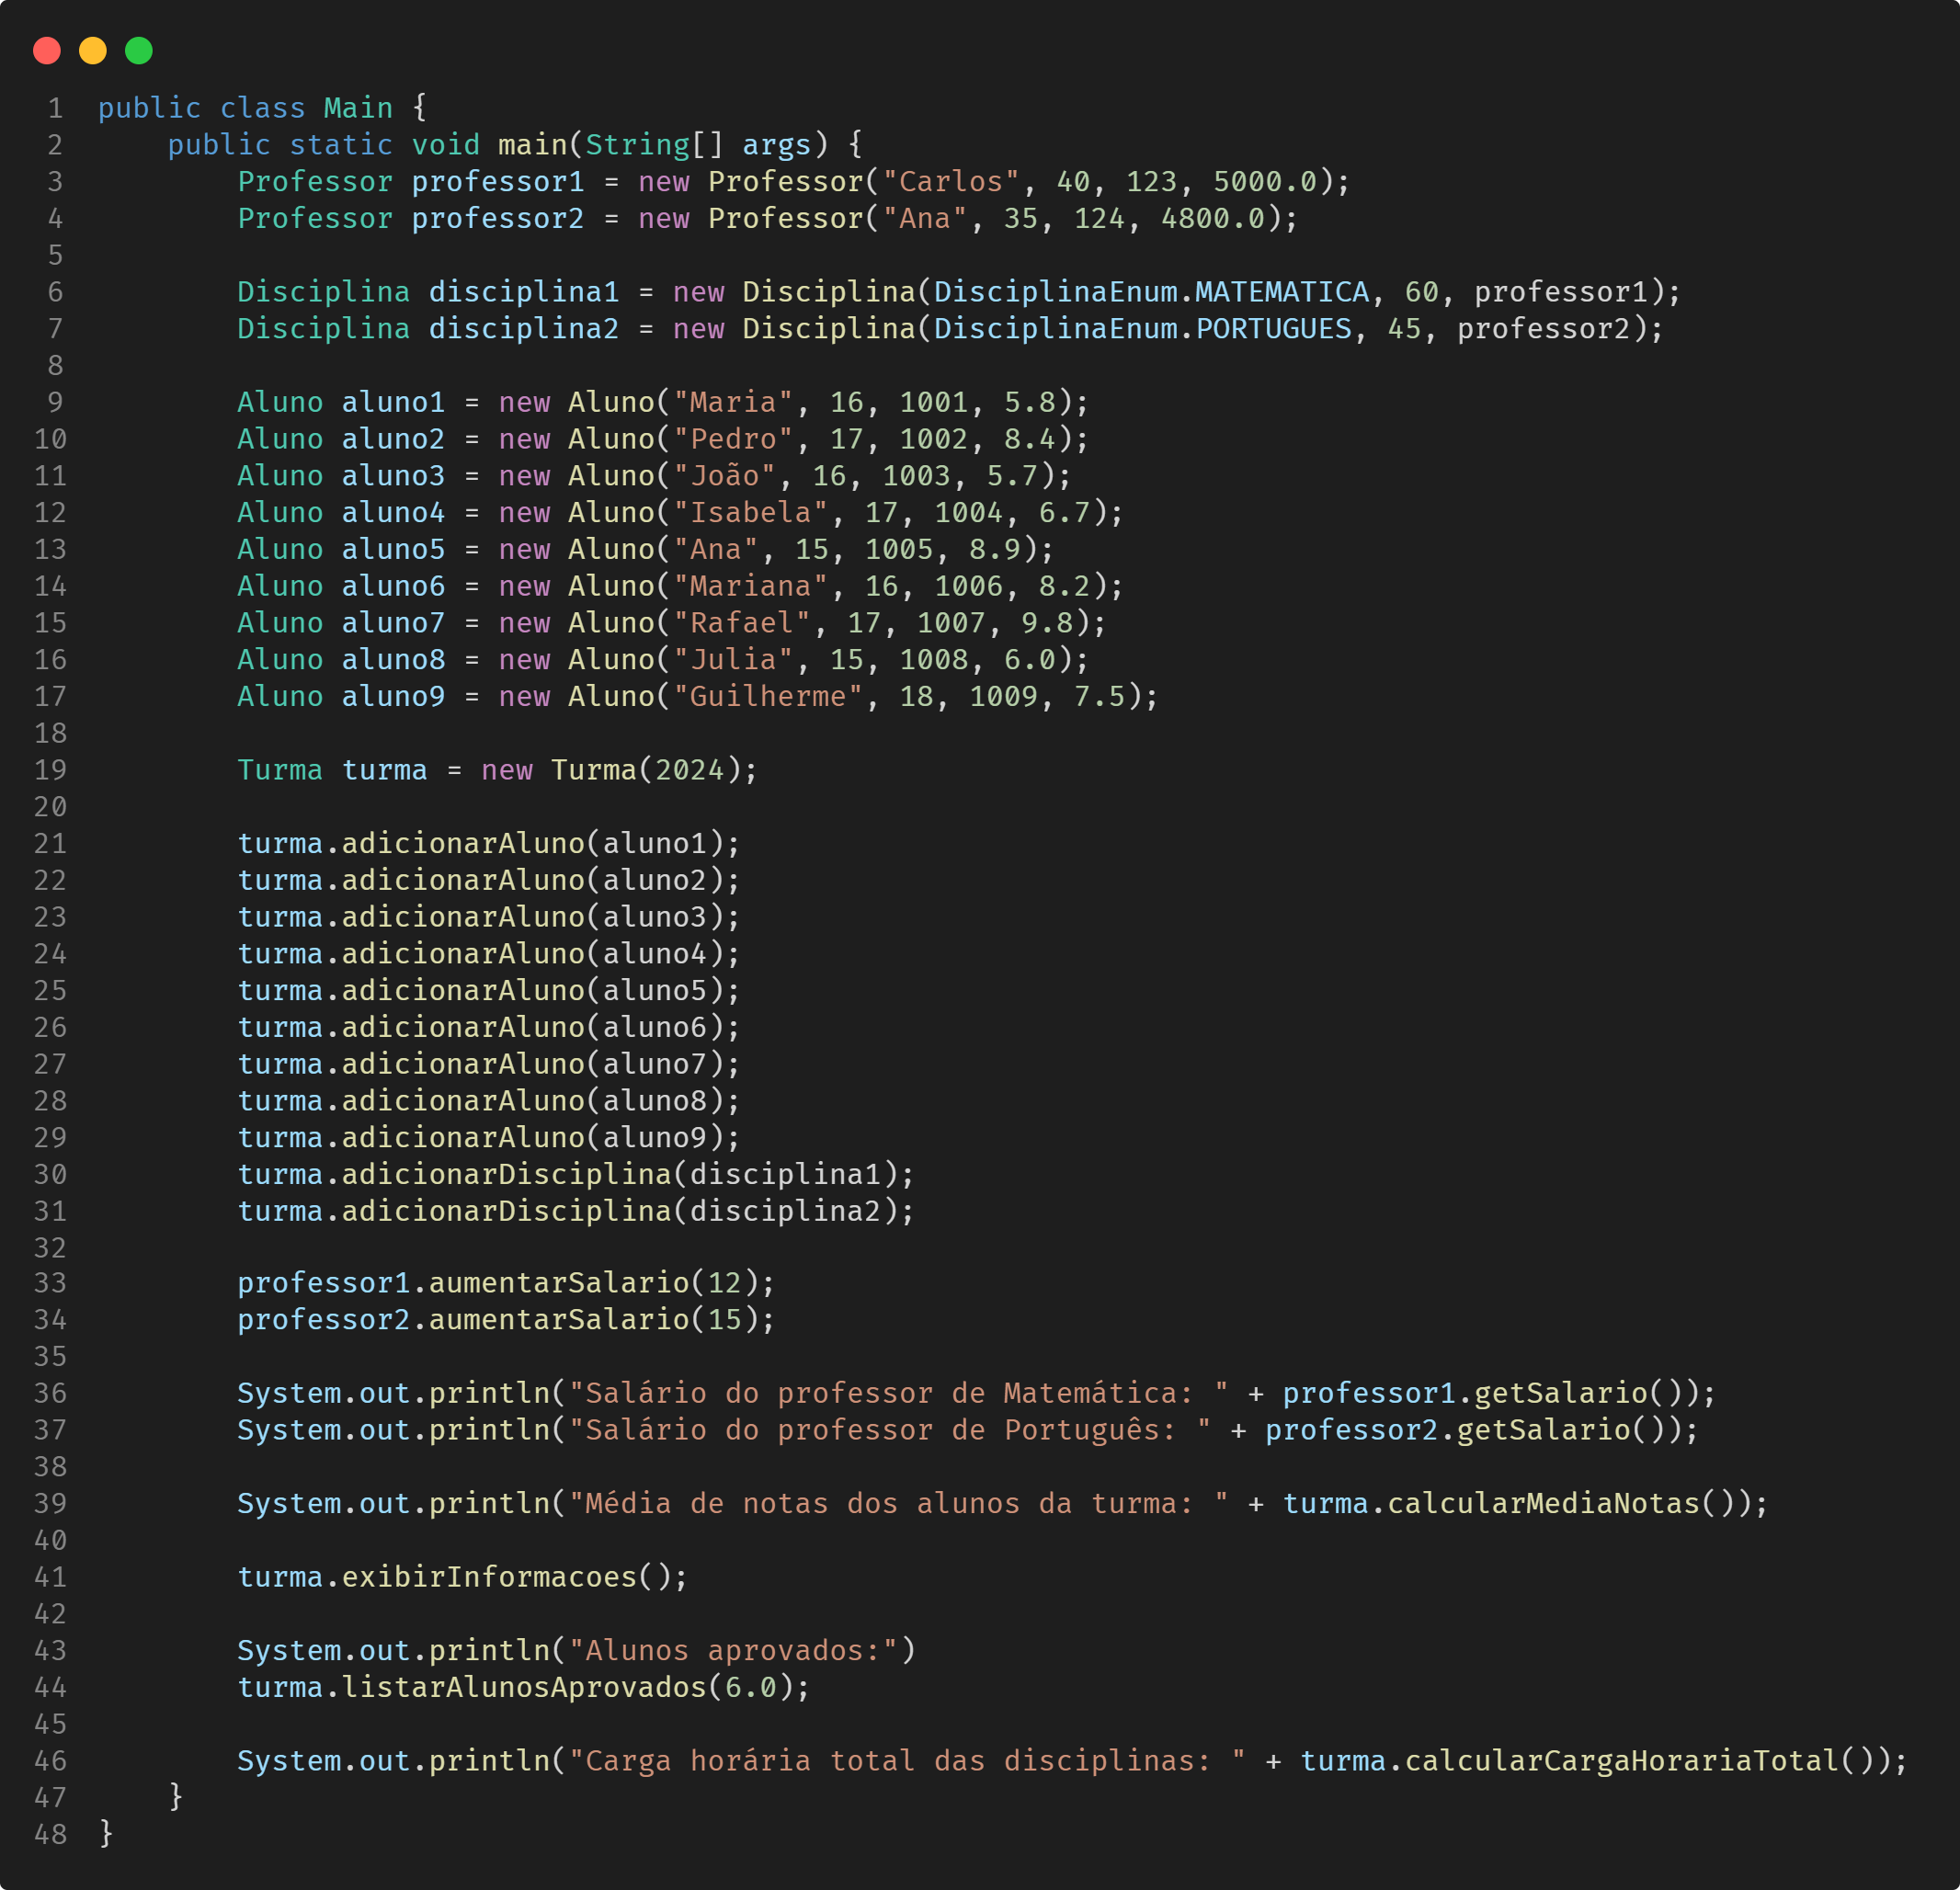 1 public class Main {
2     public static void main(String[] args) {
3         Professor professor1 = new Professor("Carlos", 40, 123, 5000.0);
4         Professor professor2 = new Professor("Ana", 35, 124, 4800.0);
5
6         Disciplina disciplina1 = new Disciplina(DisciplinaEnum.MATEMATICA, 60, professor1);
7         Disciplina disciplina2 = new Disciplina(DisciplinaEnum.PORTUGUES, 45, professor2);
8
9         Aluno aluno1 = new Aluno("Maria", 16, 1001, 5.8);
10         Aluno aluno2 = new Aluno("Pedro", 17, 1002, 8.4);
11         Aluno aluno3 = new Aluno("João", 16, 1003, 5.7);
12         Aluno aluno4 = new Aluno("Isabela", 17, 1004, 6.7);
13         Aluno aluno5 = new Aluno("Ana", 15, 1005, 8.9);
14         Aluno aluno6 = new Aluno("Mariana", 16, 1006, 8.2);
15         Aluno aluno7 = new Aluno("Rafael", 17, 1007, 9.8);
16         Aluno aluno8 = new Aluno("Julia", 15, 1008, 6.0);
17         Aluno aluno9 = new Aluno("Guilherme", 18, 1009, 7.5);
18
19         Turma turma = new Turma(2024);
20
21         turma.adicionarAluno(aluno1);
22         turma.adicionarAluno(aluno2);
23         turma.adicionarAluno(aluno3);
24         turma.adicionarAluno(aluno4);
25         turma.adicionarAluno(aluno5);
26         turma.adicionarAluno(aluno6);
27         turma.adicionarAluno(aluno7);
28         turma.adicionarAluno(aluno8);
29         turma.adicionarAluno(aluno9);
30         turma.adicionarDisciplina(disciplina1);
31         turma.adicionarDisciplina(disciplina2);
32
33         professor1.aumentarSalario(12);
34         professor2.aumentarSalario(15);
35
36         System.out.println("Salário do professor de Matemática: " + professor1.getSalario());
37         System.out.println("Salário do professor de Português: " + professor2.getSalario());
38
39         System.out.println("Média de notas dos alunos da turma: " + turma.calcularMediaNotas());
40
41         turma.exibirInformacoes();
42
43         System.out.println("Alunos aprovados:")
44         turma.listarAlunosAprovados(6.0);
45
46         System.out.println("Carga horária total das disciplinas: " + turma.calcularCargaHorariaTotal());
47     }
48 }